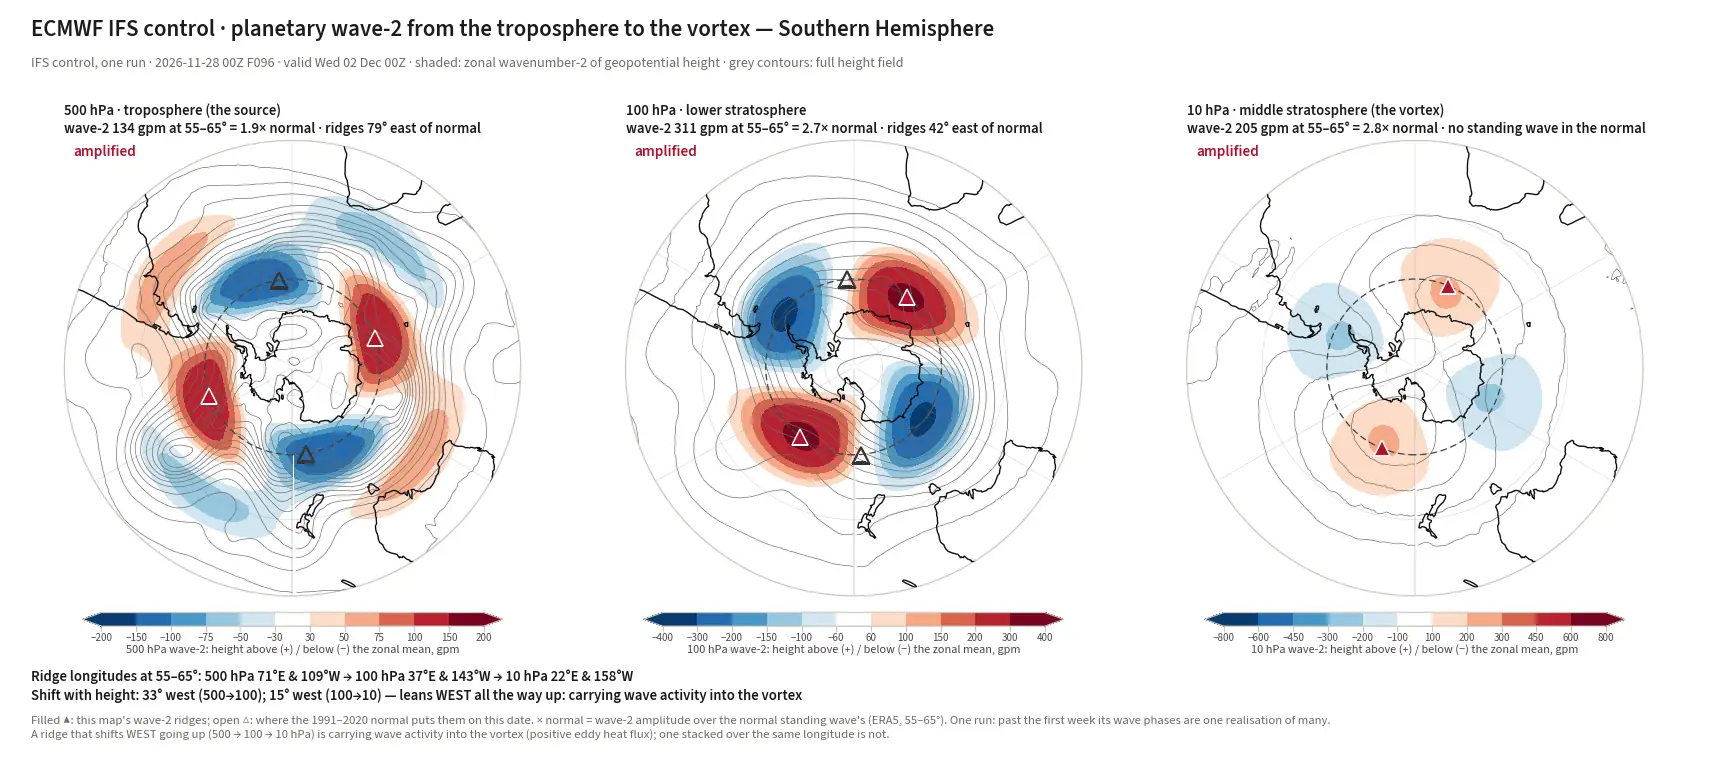 ECMWF IFS control · planetary wave-2 from the troposphere to the vortex — Southern Hemisphere
IFS control, one run · 2026-11-28 00Z F096 · valid Wed 02 Dec 00Z · shaded: zonal wavenumber-2 of geopotential height · grey contours: full height field
500 hPa · troposphere (the source)
wave-2 134 gpm at 55–65° = 1.9× normal · ridges 79° east of normal
amplified
100 hPa · lower stratosphere
wave-2 311 gpm at 55–65° = 2.7× normal · ridges 42° east of normal
amplified
10 hPa · middle stratosphere (the vortex)
wave-2 205 gpm at 55–65° = 2.8× normal · no standing wave in the normal
amplified
−200 −150 −100 −75 −50 −30 30 50 75 100 150 200
500 hPa wave-2: height above (+) / below (−) the zonal mean, gpm
−400 −300 −200 −150 −100 −60 60 100 150 200 300 400
100 hPa wave-2: height above (+) / below (−) the zonal mean, gpm
−800 −600 −450 −300 −200 −100 100 200 300 450 600 800
10 hPa wave-2: height above (+) / below (−) the zonal mean, gpm
Ridge longitudes at 55–65°: 500 hPa 71°E & 109°W → 100 hPa 37°E & 143°W → 10 hPa 22°E & 158°W
Shift with height: 33° west (500→100); 15° west (100→10) — leans WEST all the way up: carrying wave activity into the vortex
Filled ▲: this map's wave-2 ridges; open △: where the 1991–2020 normal puts them on this date. × normal = wave-2 amplitude over the normal standing wave's (ERA5, 55–65°). One run: past the first week its wave phases are one realisation of many.
A ridge that shifts WEST going up (500 → 100 → 10 hPa) is carrying wave activity into the vortex (positive eddy heat flux); one stacked over the same longitude is not.